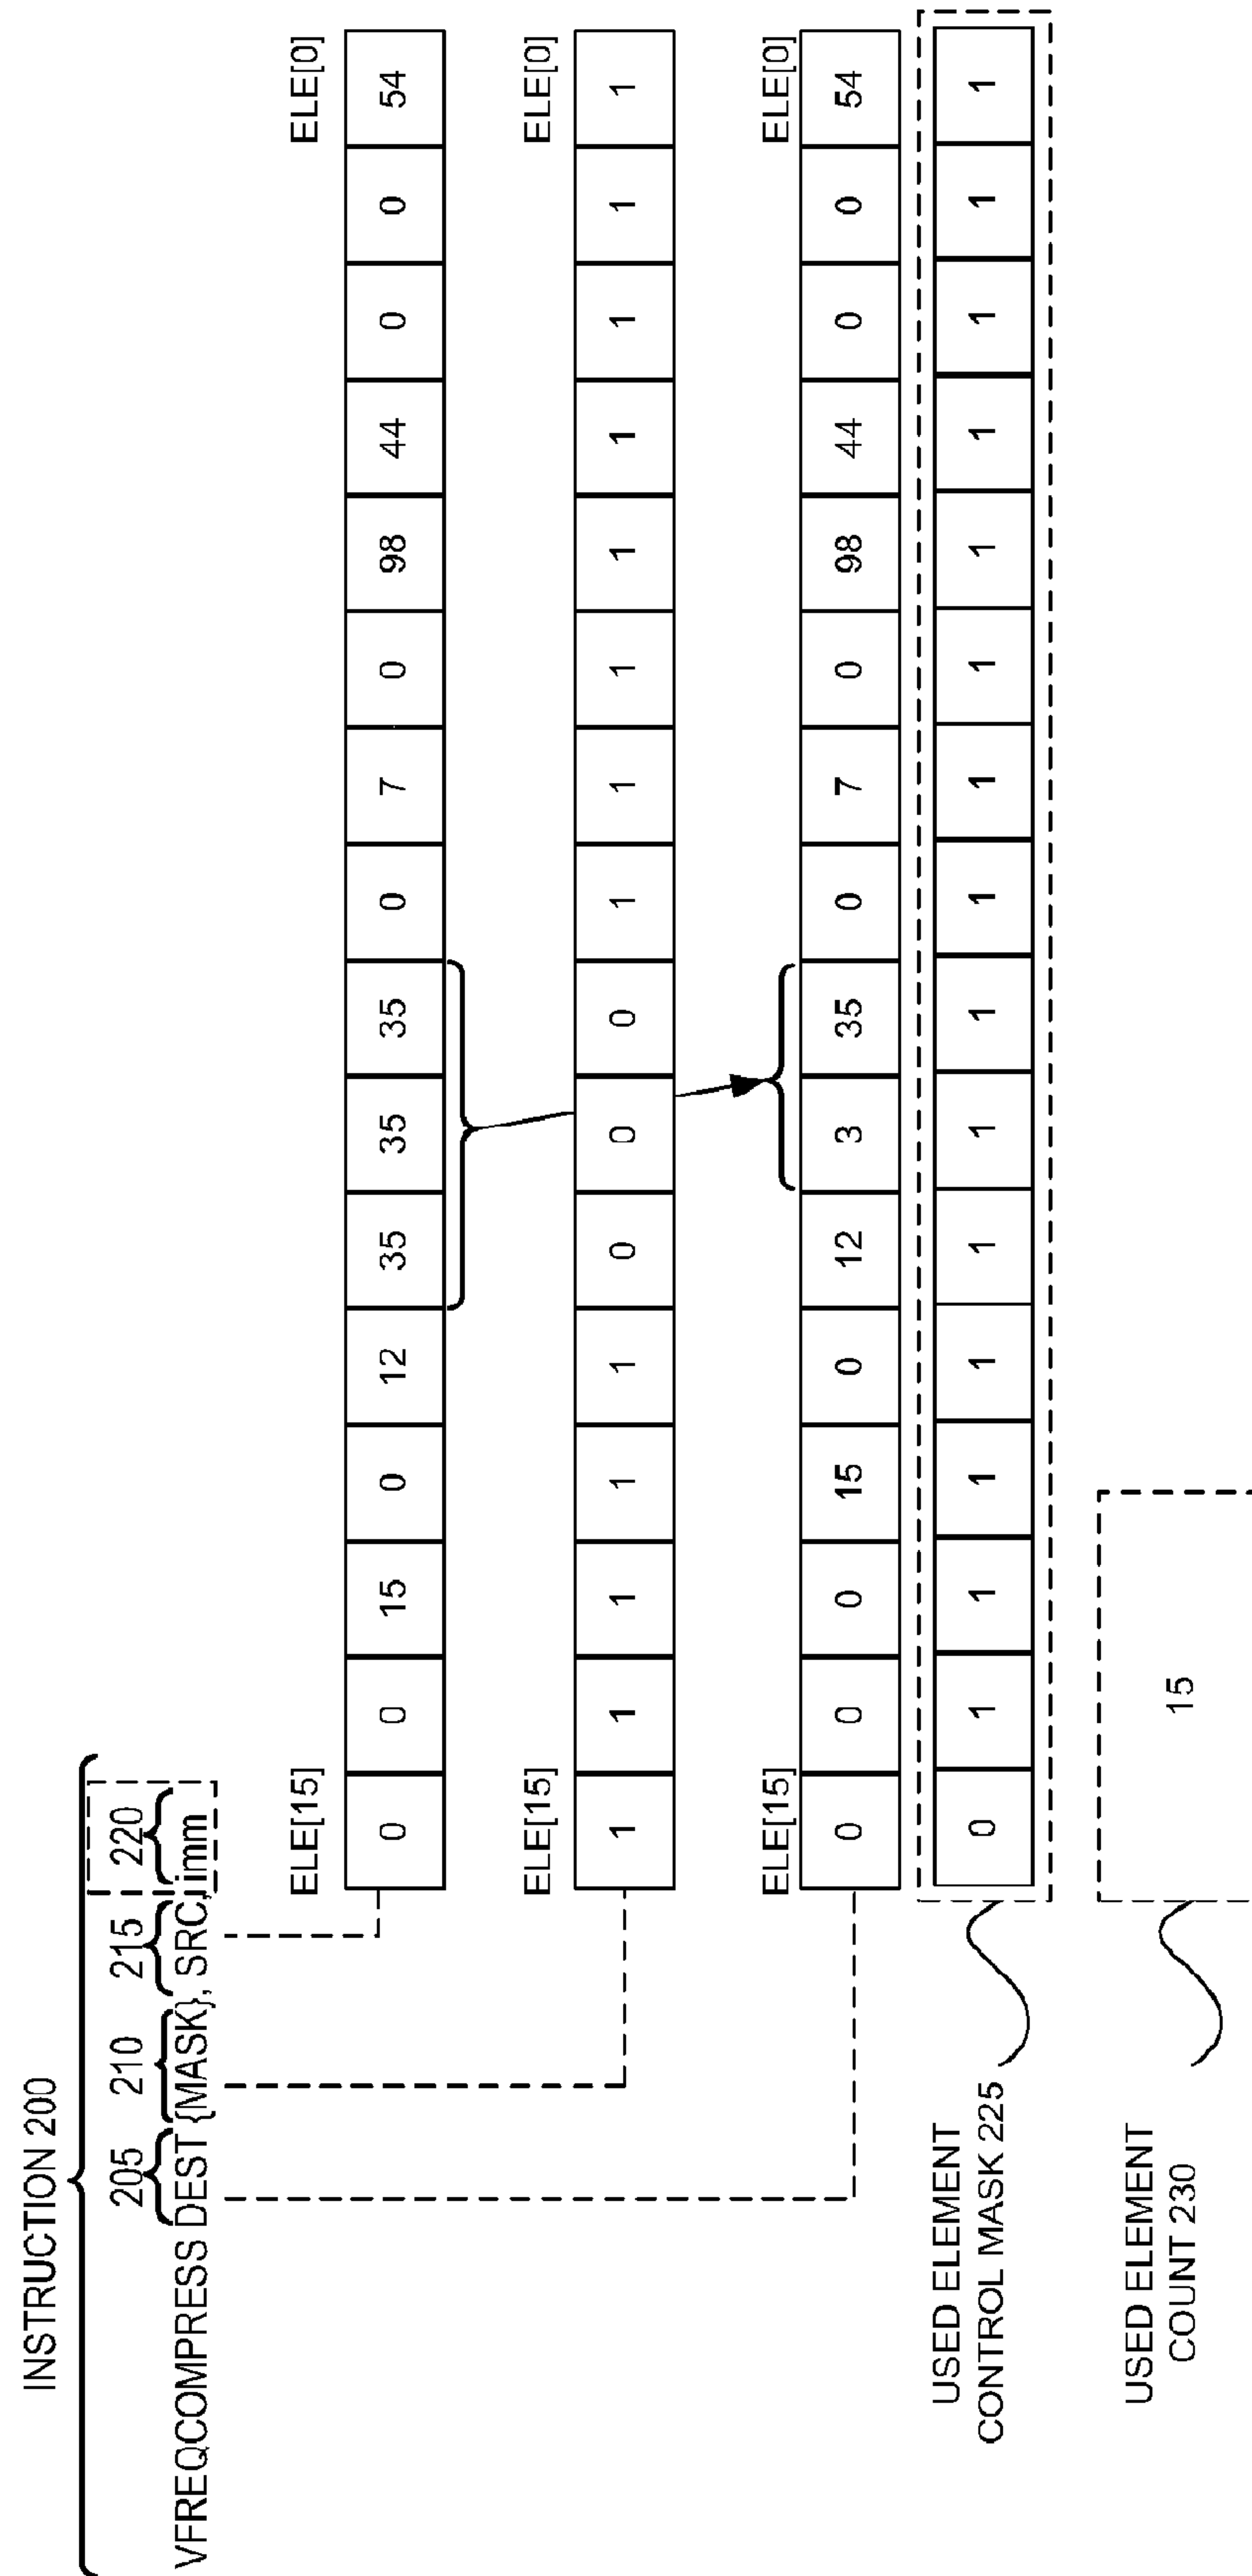 INSTRUCTION 200
205 210 215 220
VFREQCOMPRESS DEST {MASK}, SRC, imm
ELE[15] ELE[0]
0 0 15 0 12 35 35 35 0 7 0 98 44 0 0 54
ELE[15] ELE[0]
1 1 1 1 1 0 0 0 1 1 1 1 1 1 1 1
ELE[15] ELE[0]
0 0 0 15 0 12 3 35 0 7 0 98 44 0 0 54
USED ELEMENT
CONTROL MASK 225
0 1 1 1 1 1 1 1 1 1 1 1 1 1 1 1
USED ELEMENT
COUNT 230
15